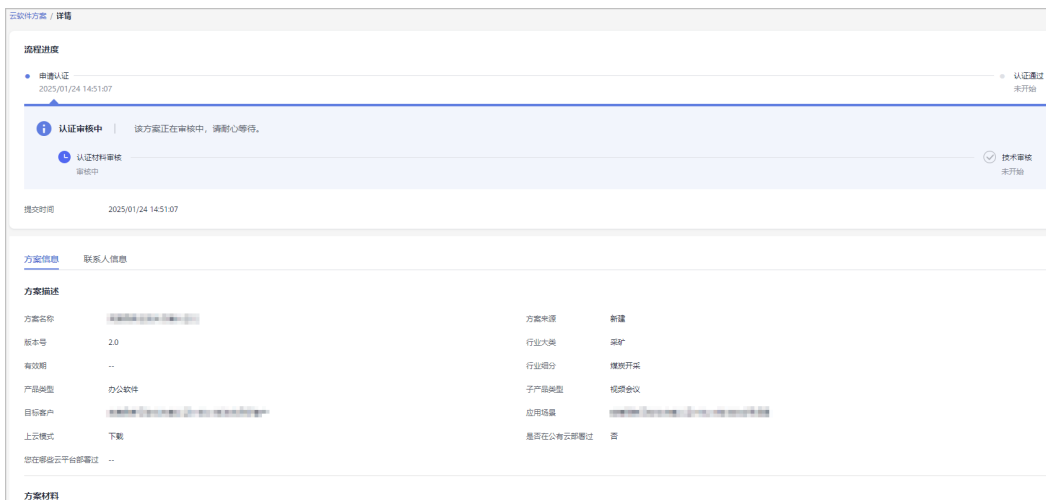 云软件方案 / 详情
流程进度
申请认证
认证通过
2025/01/24 14:51:07
未开始
认证审核中 | 该方案正在审核中，请耐心等待。
认证材料审核
技术审核
审核中
未开始
提交时间 2025/01/24 14:51:07
方案信息 联系人信息
方案描述
方案名称
方案来源 新建
版本号 2.0
行业大类 采矿
有效期 --
行业细分 煤炭开采
产品类型 办公软件
子产品类型 视频会议
目标客户
应用场景
上云模式 下载
是否在公有云部署过 否
您在哪些云平台部署过 --
方案材料